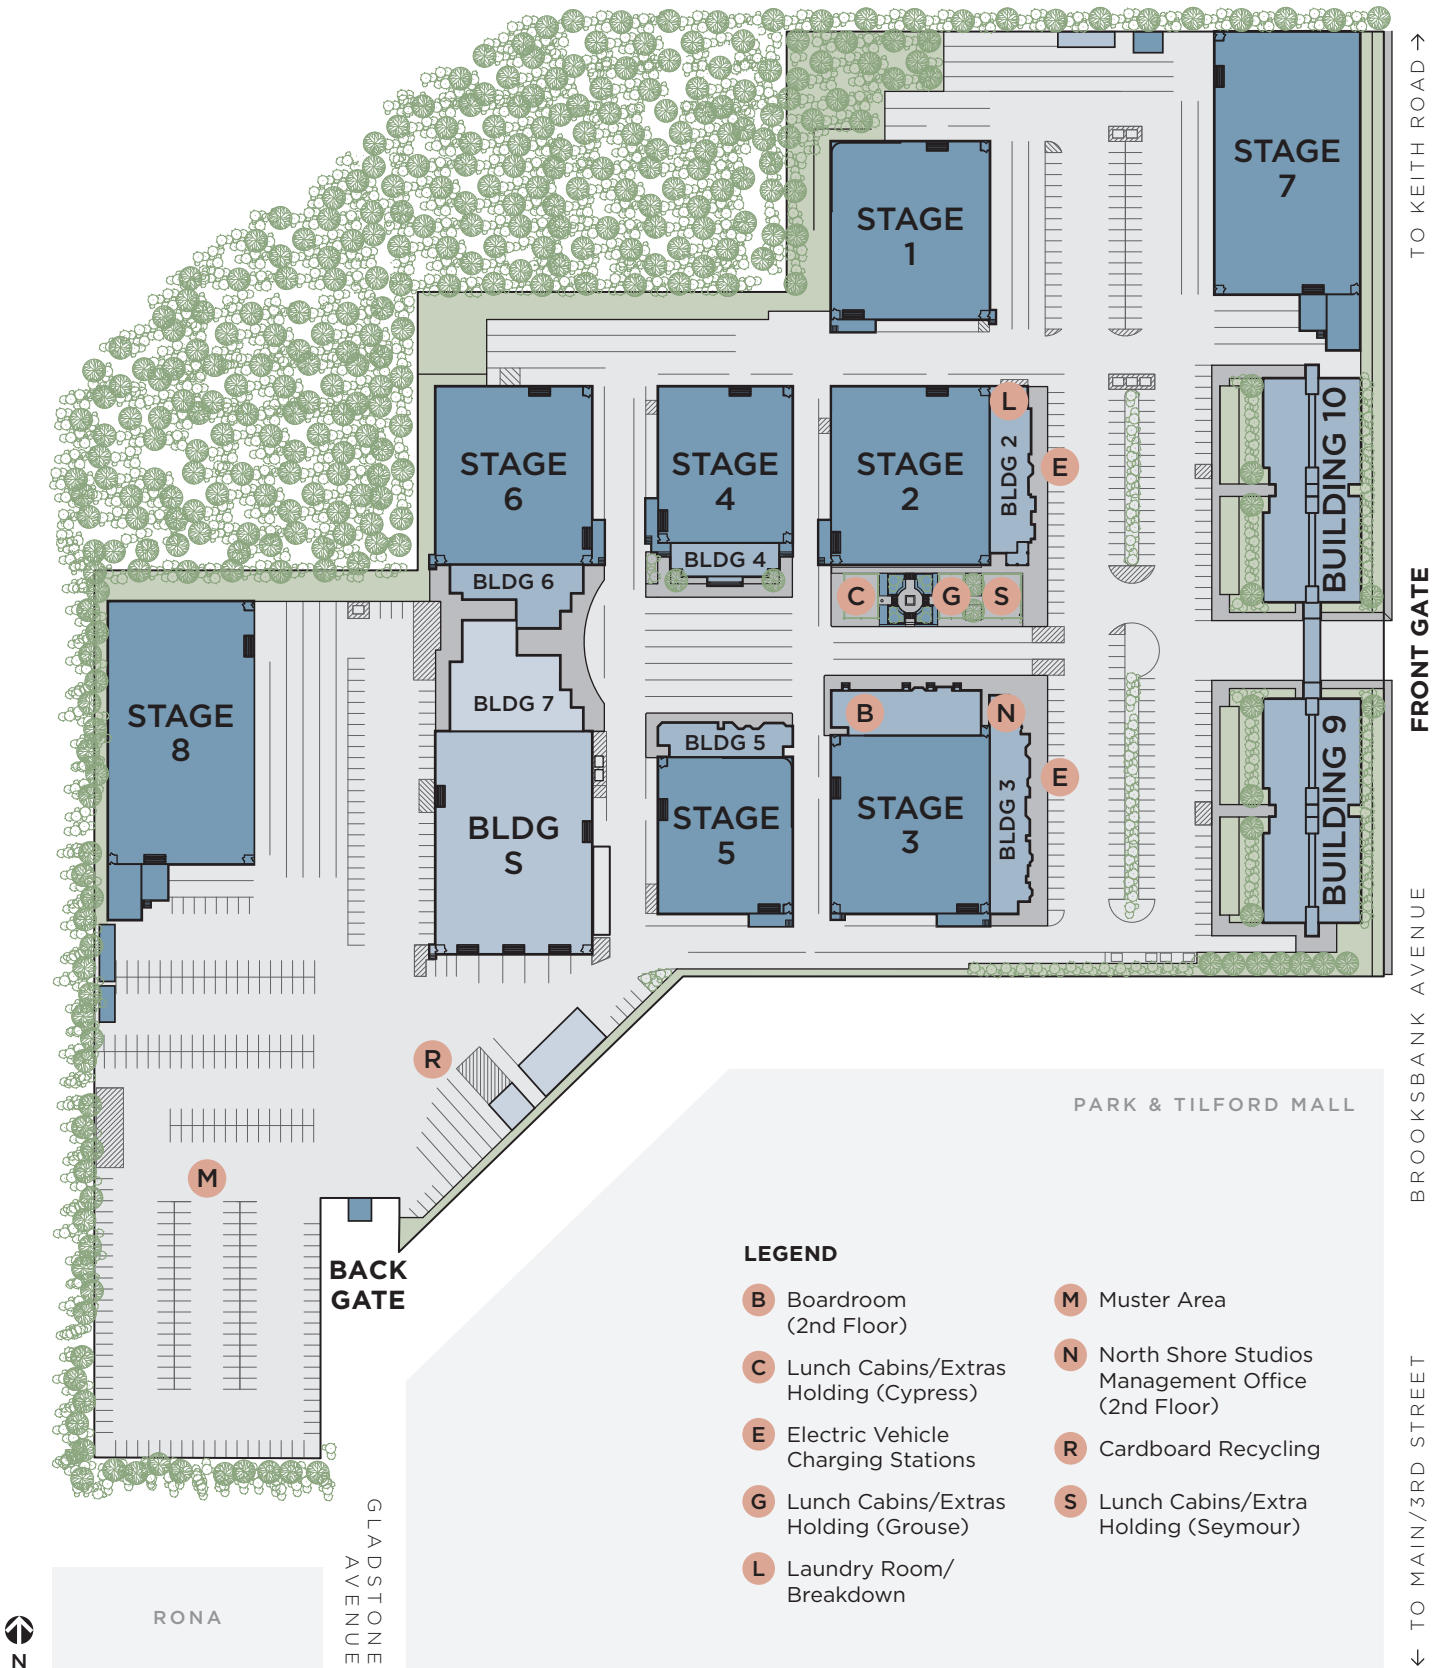 TO KEITH ROAD →
STAGE
7
STAGE
1
STAGE
6
STAGE
4
STAGE
2
L
BLDG 2
E
BUILDING 10
BLDG 4
BLDG 6
C
G
S
FRONT GATE
STAGE
8
BLDG 7
BLDG 5
B
N
E
BLDG
S
STAGE
5
STAGE
3
BLDG 3
BUILDING 9
BROOKSBANK AVENUE
R
M
PARK & TILFORD MALL
BACK
GATE
LEGEND
B Boardroom
(2nd Floor)
C Lunch Cabins/Extras
Holding (Cypress)
E Electric Vehicle
Charging Stations
G Lunch Cabins/Extras
Holding (Grouse)
L Laundry Room/
Breakdown
M Muster Area
N North Shore Studios
Management Office
(2nd Floor)
R Cardboard Recycling
S Lunch Cabins/Extra
Holding (Seymour)
← TO MAIN/3RD STREET
GLADSTONE
AVENUE
RONA
N